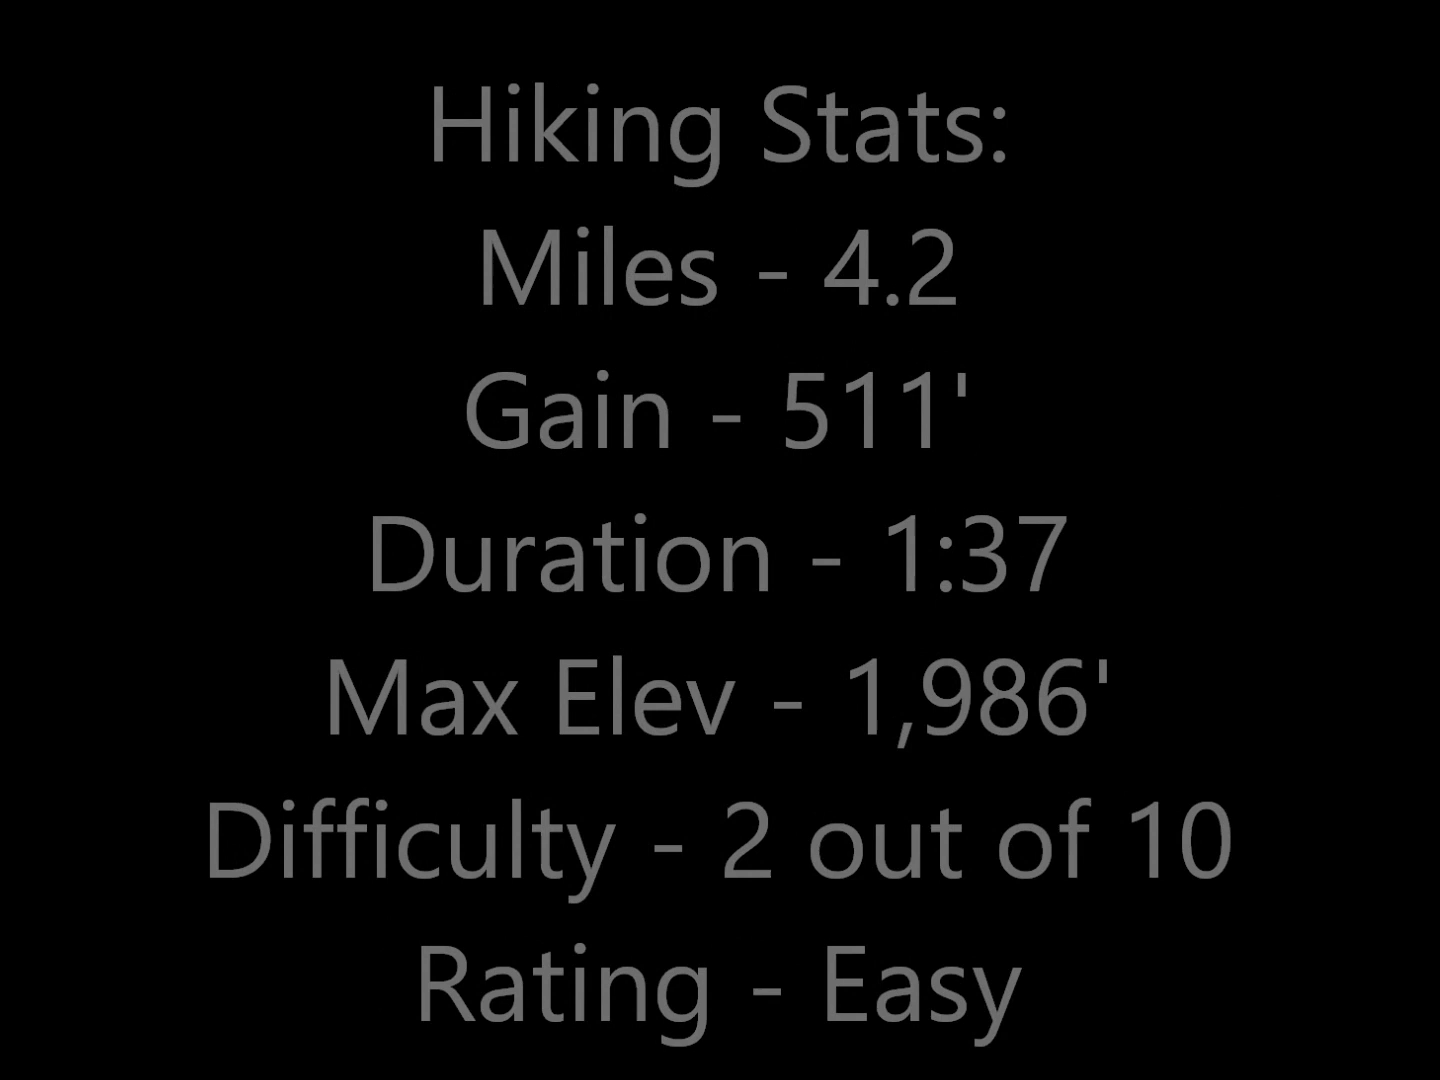 Hiking Stats:
Miles - 4.2
Gain - 511'
Duration - 1:37
Max Elev - 1,986'
Difficulty - 2 out of 10
Rating - Easy